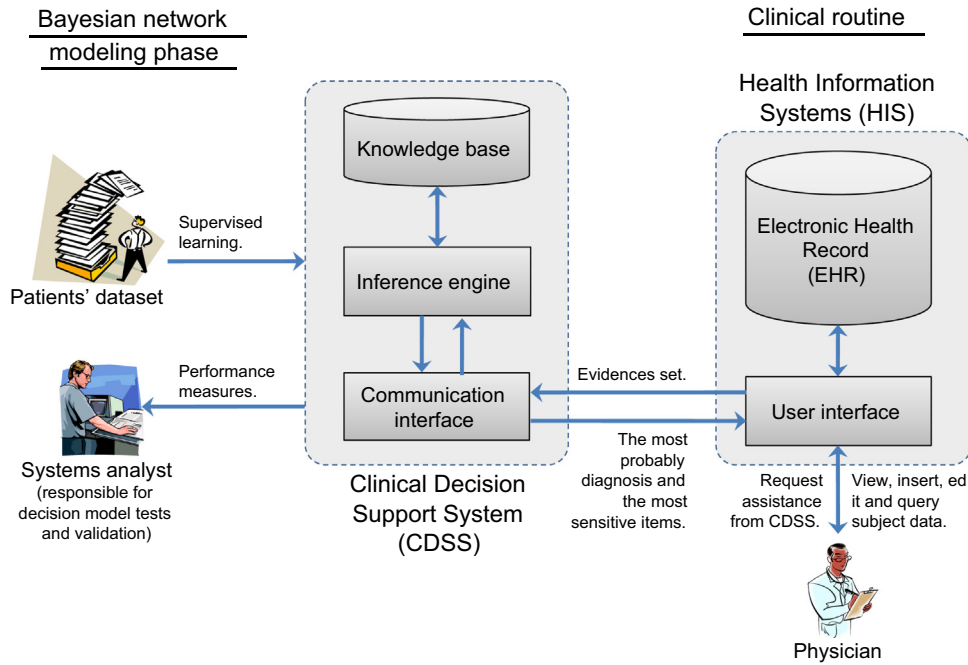 Bayesian network
modeling phase
Clinical routine
Health Information
Systems (HIS)
Knowledge base
Electronic Health
Record
(EHR)
Supervised
learning.
Patients' dataset
Inference engine
Performance
measures.
Communication
interface
Evidences set.
User interface
Systems analyst
(responsible for
decision model tests
and validation)
Clinical Decision
Support System
(CDSS)
The most
probably
diagnosis and
the most
sensitive items.
Request
assistance
from CDSS.
View, insert, ed
it and query
subject data.
Physician